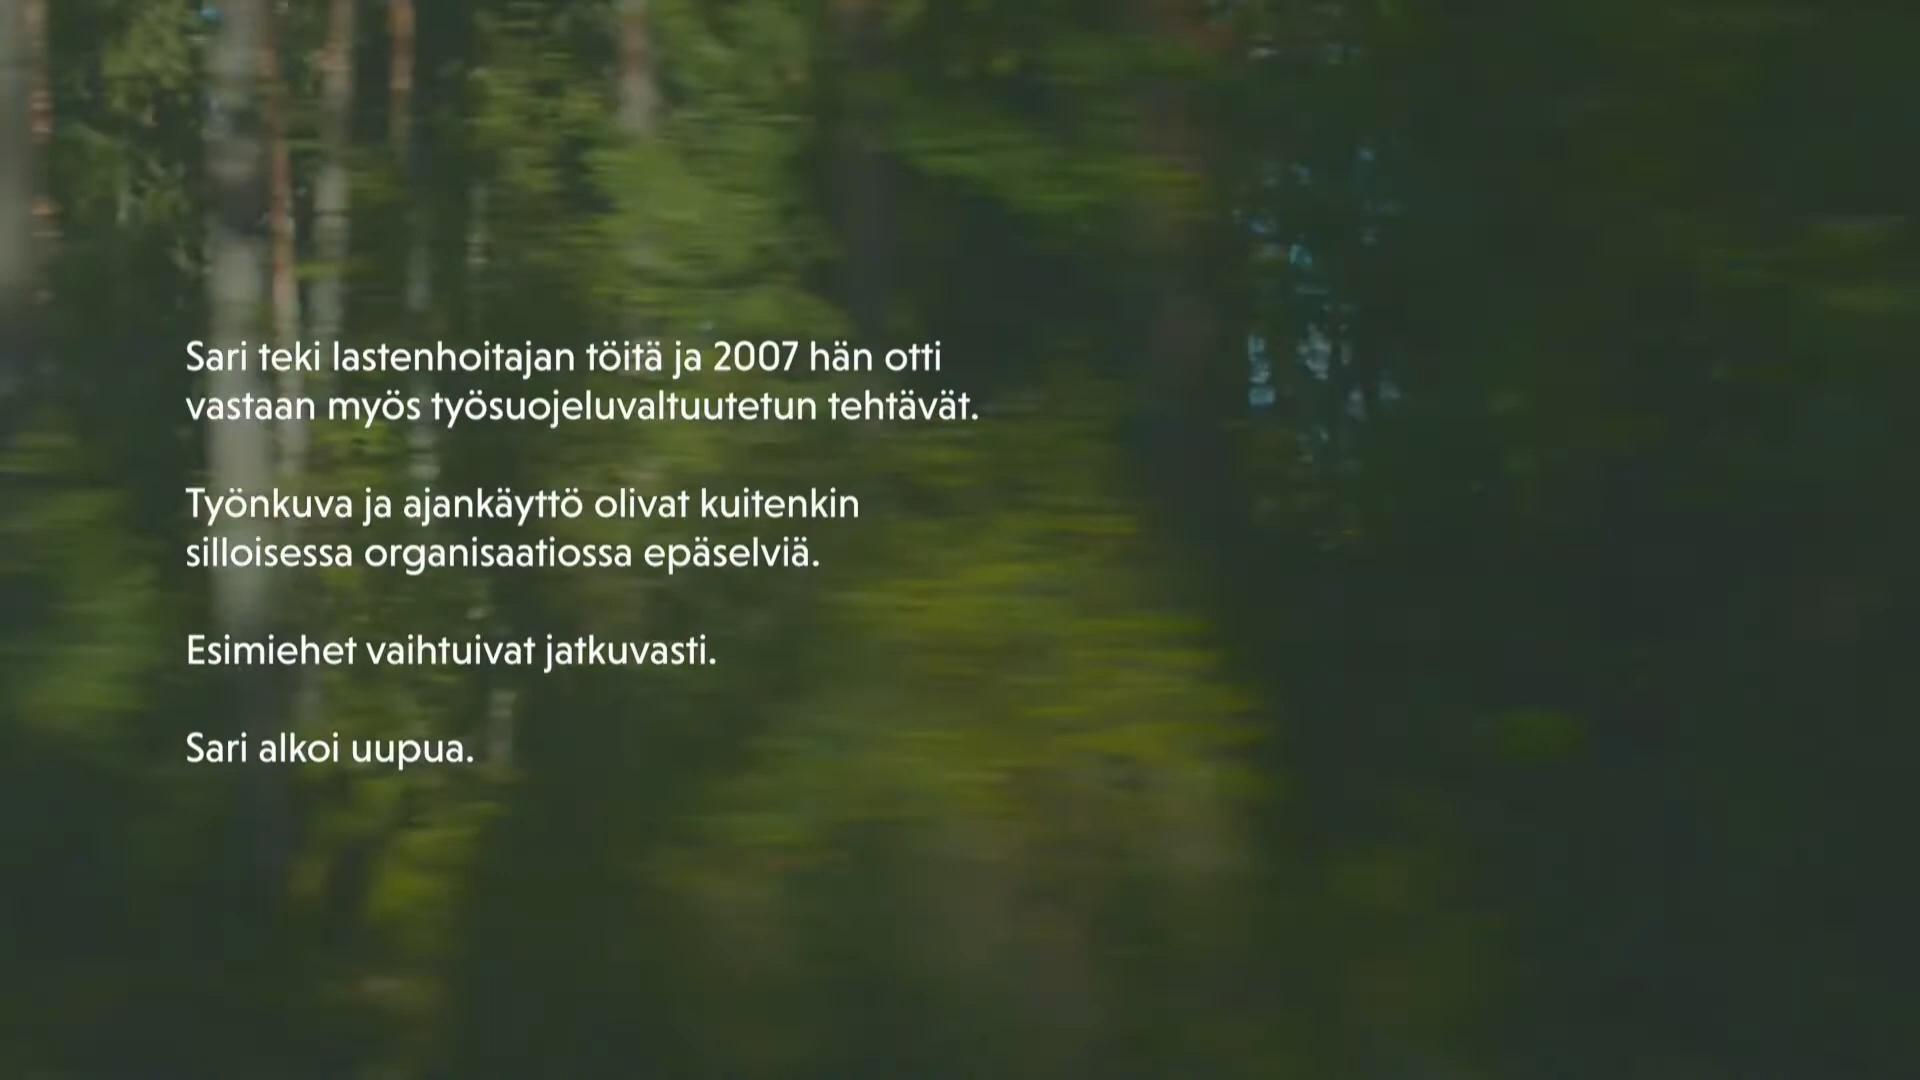 Sari teki lastenhoitajan töitä ja 2007 hän otti
vastaan myös työsuojeluvaltuutetun tehtävät.
Työnkuva ja ajankäyttö olivat kuitenkin
silloisessa organisaatiossa epäselviä.
Esimiehet vaihtuivat jatkuvasti.
Sari alkoi uupua.